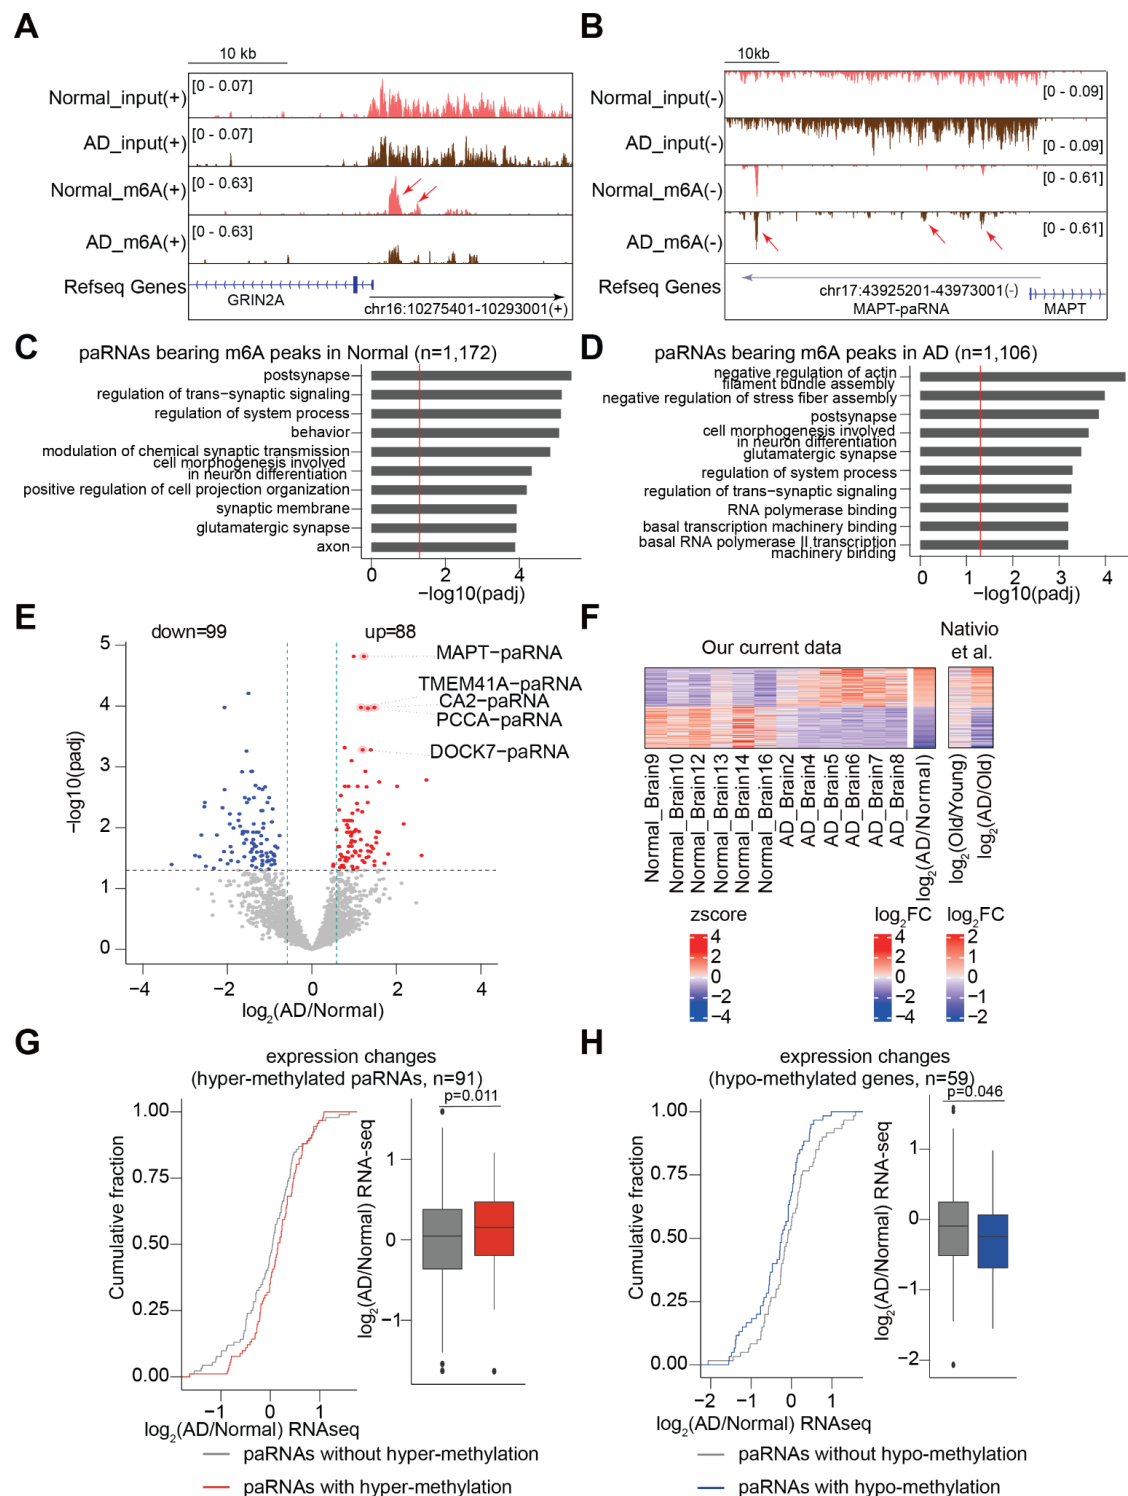 A
10 kb
Normal_input(+)
[0 - 0.07]
AD_input(+)
[0 - 0.07]
Normal_m6A(+)
[0 - 0.63]
AD_m6A(+)
[0 - 0.63]
Refseq Genes
GRIN2A
chr16:10275401-10293001(+)
B
10kb
Normal_input(-)
[0 - 0.09]
AD_input(-)
[0 - 0.09]
Normal_m6A(-)
[0 - 0.61]
AD_m6A(-)
[0 - 0.61]
Refseq Genes
chr17:43925201-43973001(-)
MAPT-paRNA
MAPT
C
paRNAs bearing m6A peaks in Normal (n=1,172)
postsynapse
regulation of trans-synaptic signaling
regulation of system process
behavior
modulation of chemical synaptic transmission
cell morphogenesis involved
in neuron differentiation
positive regulation of cell projection organization
synaptic membrane
glutamatergic synapse
axon
0 2 4
−log10(padj)
D
paRNAs bearing m6A peaks in AD (n=1,106)
negative regulation of actin
filament bundle assembly
negative regulation of stress fiber assembly
postsynapse
cell morphogenesis involved
in neuron differentiation
glutamatergic synapse
regulation of system process
regulation of trans−synaptic signaling
RNA polymerase binding
basal transcription machinery binding
basal RNA polymerase II transcription
machinery binding
0 1 2 3 4
−log10(padj)
E
down=99
up=88
MAPT−paRNA
TMEM41A−paRNA
CA2−paRNA
PCCA−paRNA
DOCK7−paRNA
−log10(padj)
5
4
3
2
1
0
−4 −2 0 2 4
log2(AD/Normal)
F
Our current data
Nativio
et al.
Normal_Brain9
Normal_Brain10
Normal_Brain12
Normal_Brain13
Normal_Brain14
Normal_Brain16
AD_Brain2
AD_Brain4
AD_Brain5
AD_Brain6
AD_Brain7
AD_Brain8
log2(AD/Normal)
log2(Old/Young)
log2(AD/Old)
zscore
4
2
0
−2
−4
log2FC
4
2
0
−2
−4
log2FC
2
1
0
−1
−2
G
expression changes
(hyper-methylated paRNAs, n=91)
Cumulative fraction
1.00
0.75
0.50
0.25
0.00
−1 0 1
log2(AD/Normal) RNAseq
p=0.011
log2(AD/Normal) RNA-seq
1
0
−1
paRNAs without hyper-methylation
paRNAs with hyper-methylation
H
expression changes
(hypo-methylated genes, n=59)
Cumulative fraction
1.00
0.75
0.50
0.25
0.00
−2 −1 0 1
log2(AD/Normal) RNAseq
p=0.046
log2(AD/Normal) RNA-seq
1
0
−1
−2
paRNAs without hypo-methylation
paRNAs with hypo-methylation